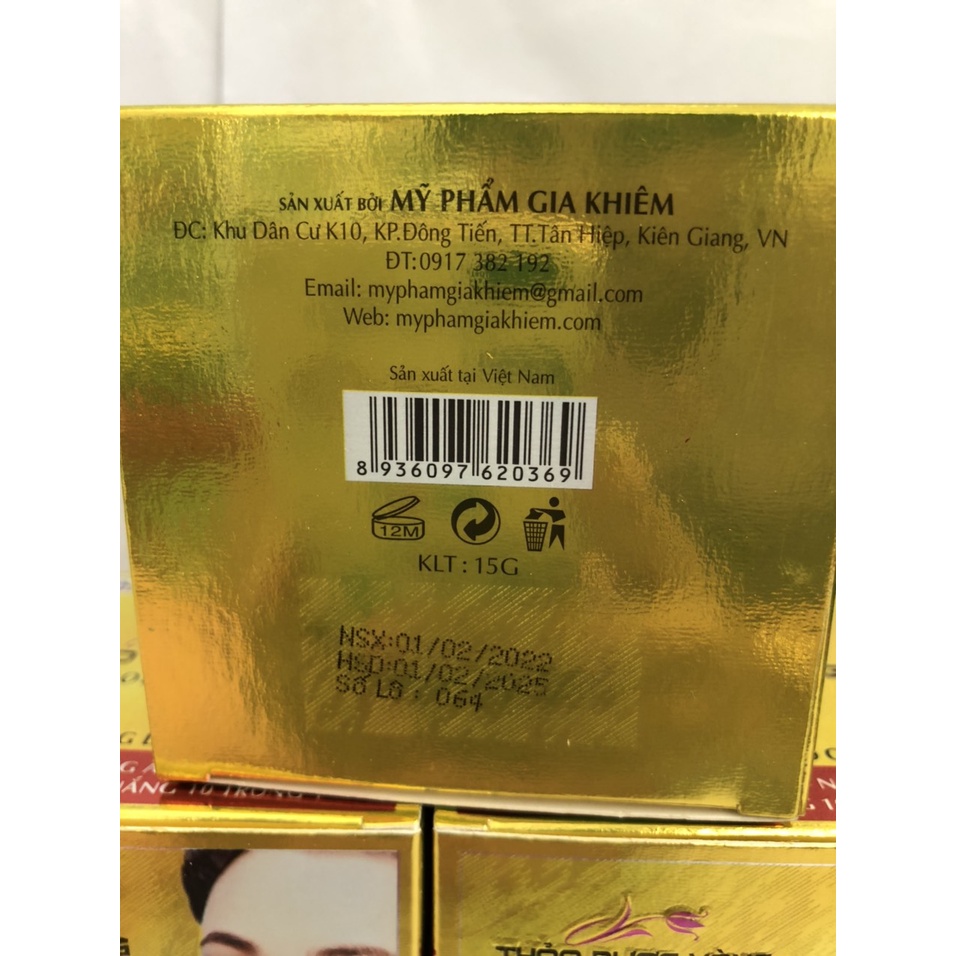 SẢN XUẤT BỞI MỸ PHẨM GIA KHIÊM
ĐC: Khu Dân Cư K10, KP.Đông Tiến, TT.Tân Hiệp, Kiên Giang, VN
ĐT:0917 382 192
Email: myphamgiakhiem@gmail.com
Web: myphamgiakhiem.com
Sản xuất tại Việt Nam
8 936097 620369
12M
KLT : 15G
NSX:01/02/2022
HSD:01/02/2025
Số Lô : 064
10 TRONG